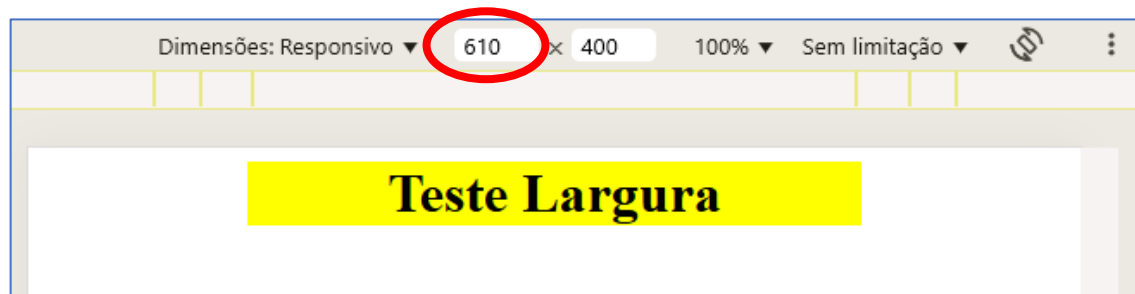 Dimensões: Responsivo ▼ 610 × 400 100% ▼ Sem limitação ▼
Teste Largura